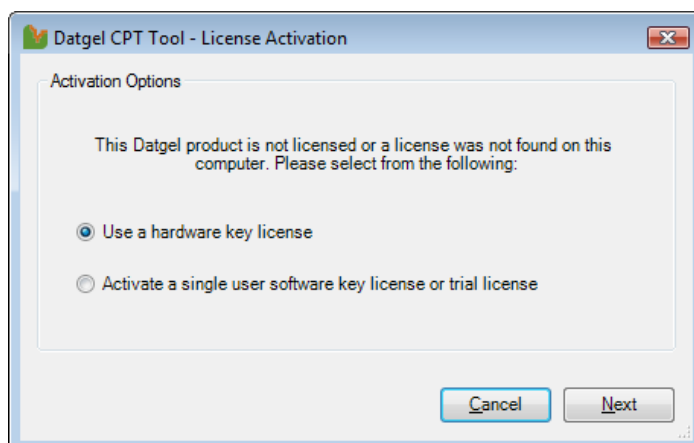 Datgel CPT Tool - License Activation
Activation Options
This Datgel product is not licensed or a license was not found on this
computer. Please select from the following:
Use a hardware key license
Activate a single user software key license or trial license
Cancel
Next